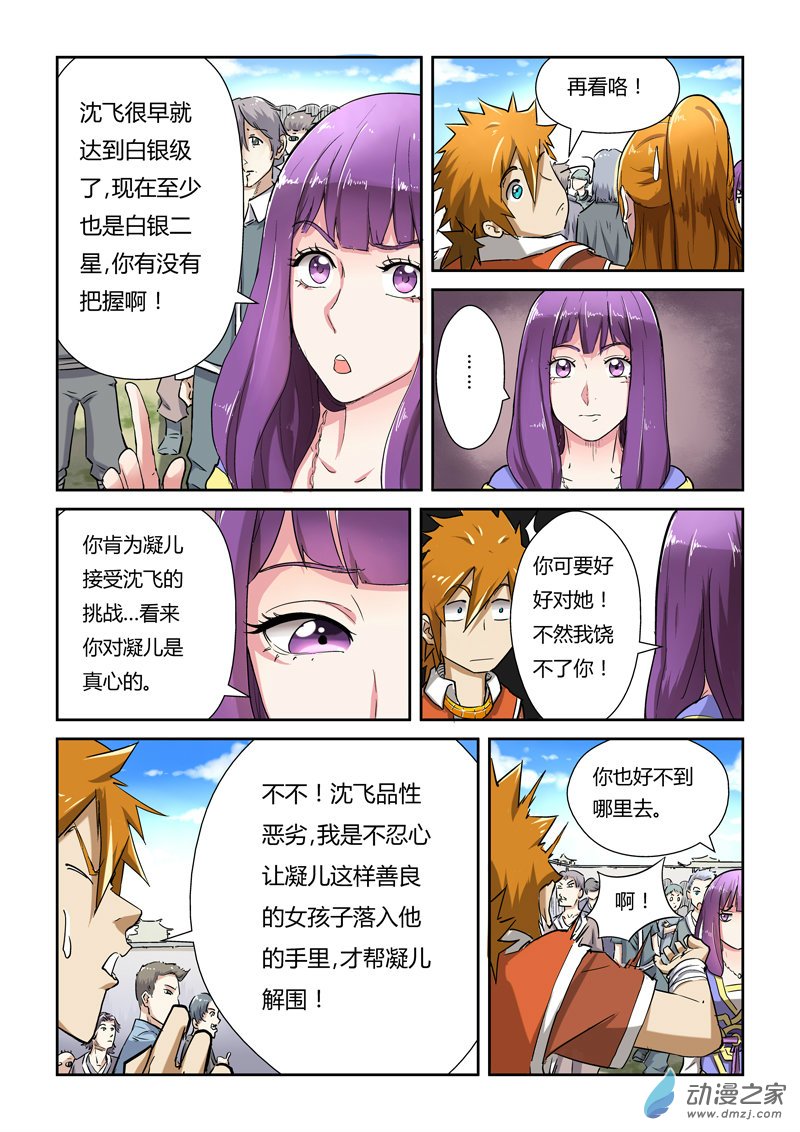 沈飞很早就
达到白银级
了,现在至少
也是白银二
星,你有没有
把握啊！
再看咯！
……
你肯为凝儿
接受沈飞的
挑战…看来
你对凝儿是
真心的。
你可要好
好对她！
不然我饶
不了你！
不不！沈飞品性
恶劣,我是不忍心
让凝儿这样善良
的女孩子落入他
的手里,才帮凝儿
解围！
你也好不到
哪里去。
啊！
动漫之家
www.dmzj.com